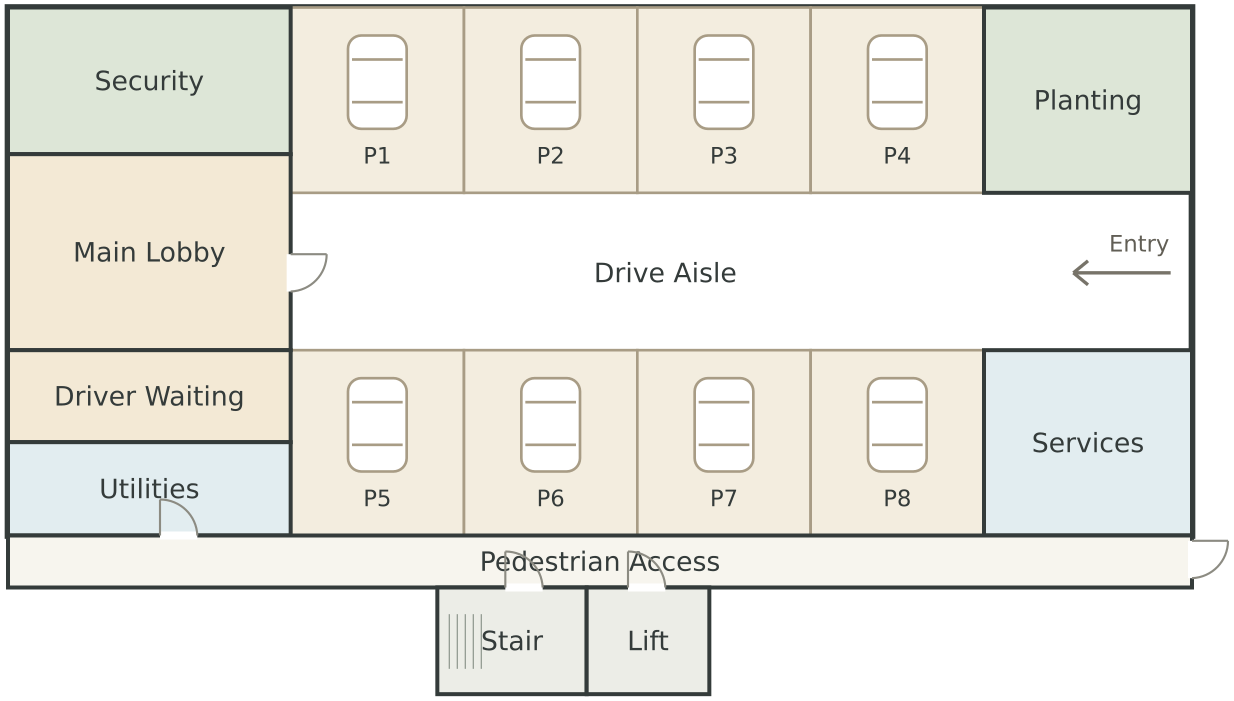 Security
P1
P2
P3
P4
Planting
Main Lobby
Drive Aisle
Entry
Driver Waiting
Utilities
P5
P6
P7
P8
Services
Pedestrian Access
Stair
Lift